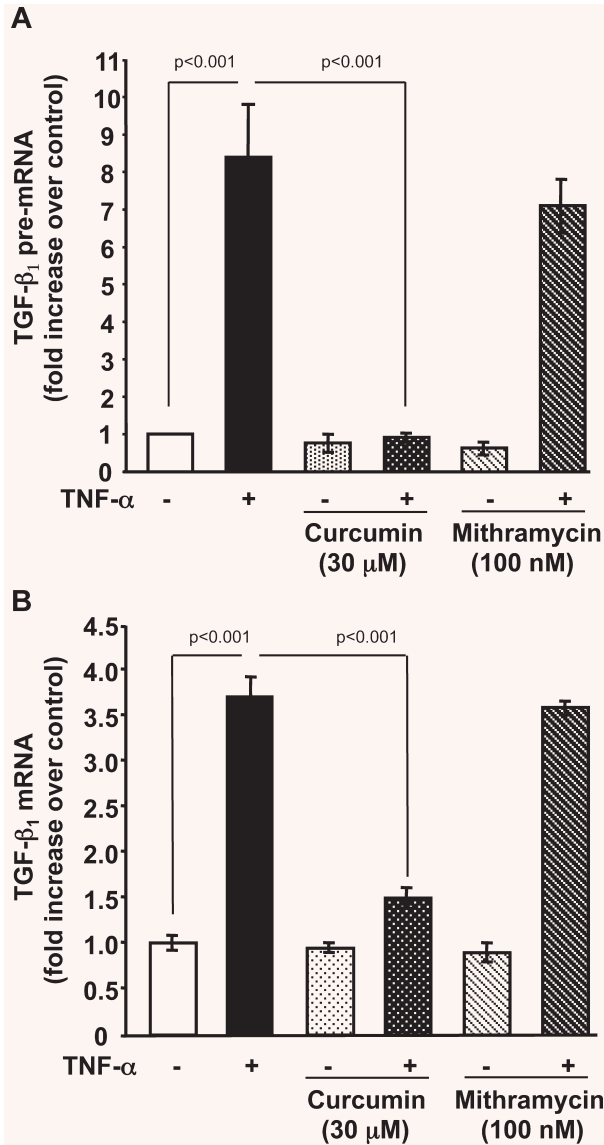 A
TGF-β1 pre-mRNA
(fold increase over control)
11
10
9
8
7
6
5
4
3
2
1
0
p<0.001 p<0.001
TNF-α - + - + - +
Curcumin Mithramycin
(30 μM) (100 nM)
B
TGF-β1 mRNA
(fold increase over control)
4.5
4.0
3.5
3.0
2.5
2.0
1.5
1.0
0.5
0
p<0.001 p<0.001
TNF-α - + - + - +
Curcumin Mithramycin
(30 μM) (100 nM)